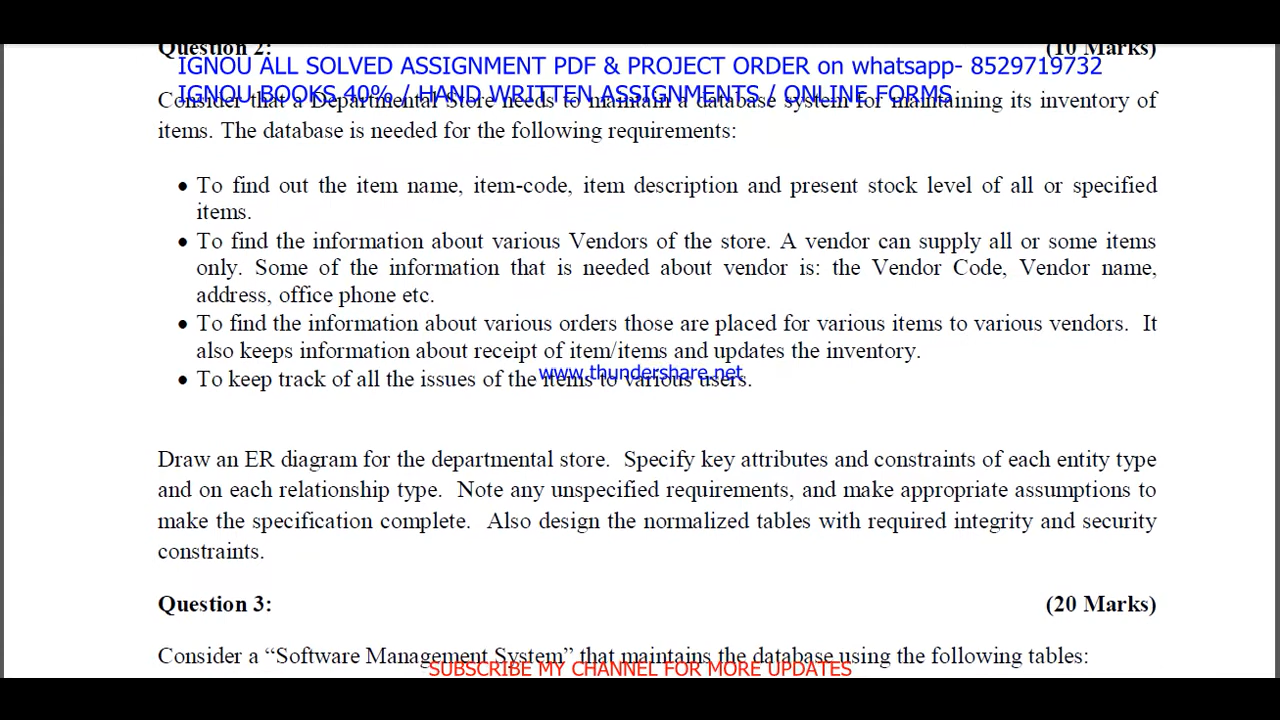 Question 2: (10 Marks)
IGNOU ALL SOLVED ASSIGNMENT PDF & PROJECT ORDER on whatsapp- 8529719732
IGNOU BOOKS 40% / HAND WRITTEN ASSIGNMENTS / ONLINE FORMS
Consider that a Departmental Store needs to maintain a database system for maintaining its inventory of
items. The database is needed for the following requirements:
• To find out the item name, item-code, item description and present stock level of all or specified
items.
• To find the information about various Vendors of the store. A vendor can supply all or some items
only. Some of the information that is needed about vendor is: the Vendor Code, Vendor name,
address, office phone etc.
• To find the information about various orders those are placed for various items to various vendors. It
also keeps information about receipt of item/items and updates the inventory.
• To keep track of all the issues of the items to various users.
www.thundershare.net
Draw an ER diagram for the departmental store. Specify key attributes and constraints of each entity type
and on each relationship type. Note any unspecified requirements, and make appropriate assumptions to
make the specification complete. Also design the normalized tables with required integrity and security
constraints.
Question 3: (20 Marks)
Consider a “Software Management System” that maintains the database using the following tables:
SUBSCRIBE MY CHANNEL FOR MORE UPDATES